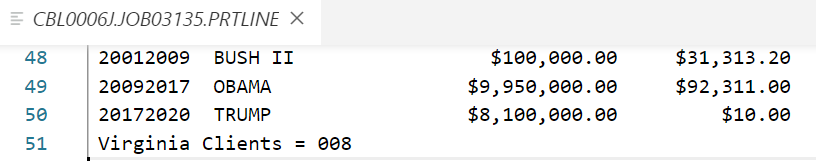 CBL0006J.JOB03135.PRTLINE ×
48 20012009 BUSH II $100,000.00 $31,313.20
49 20092017 OBAMA $9,950,000.00 $92,311.00
50 20172020 TRUMP $8,100,000.00 $10.00
51 Virginia Clients = 008